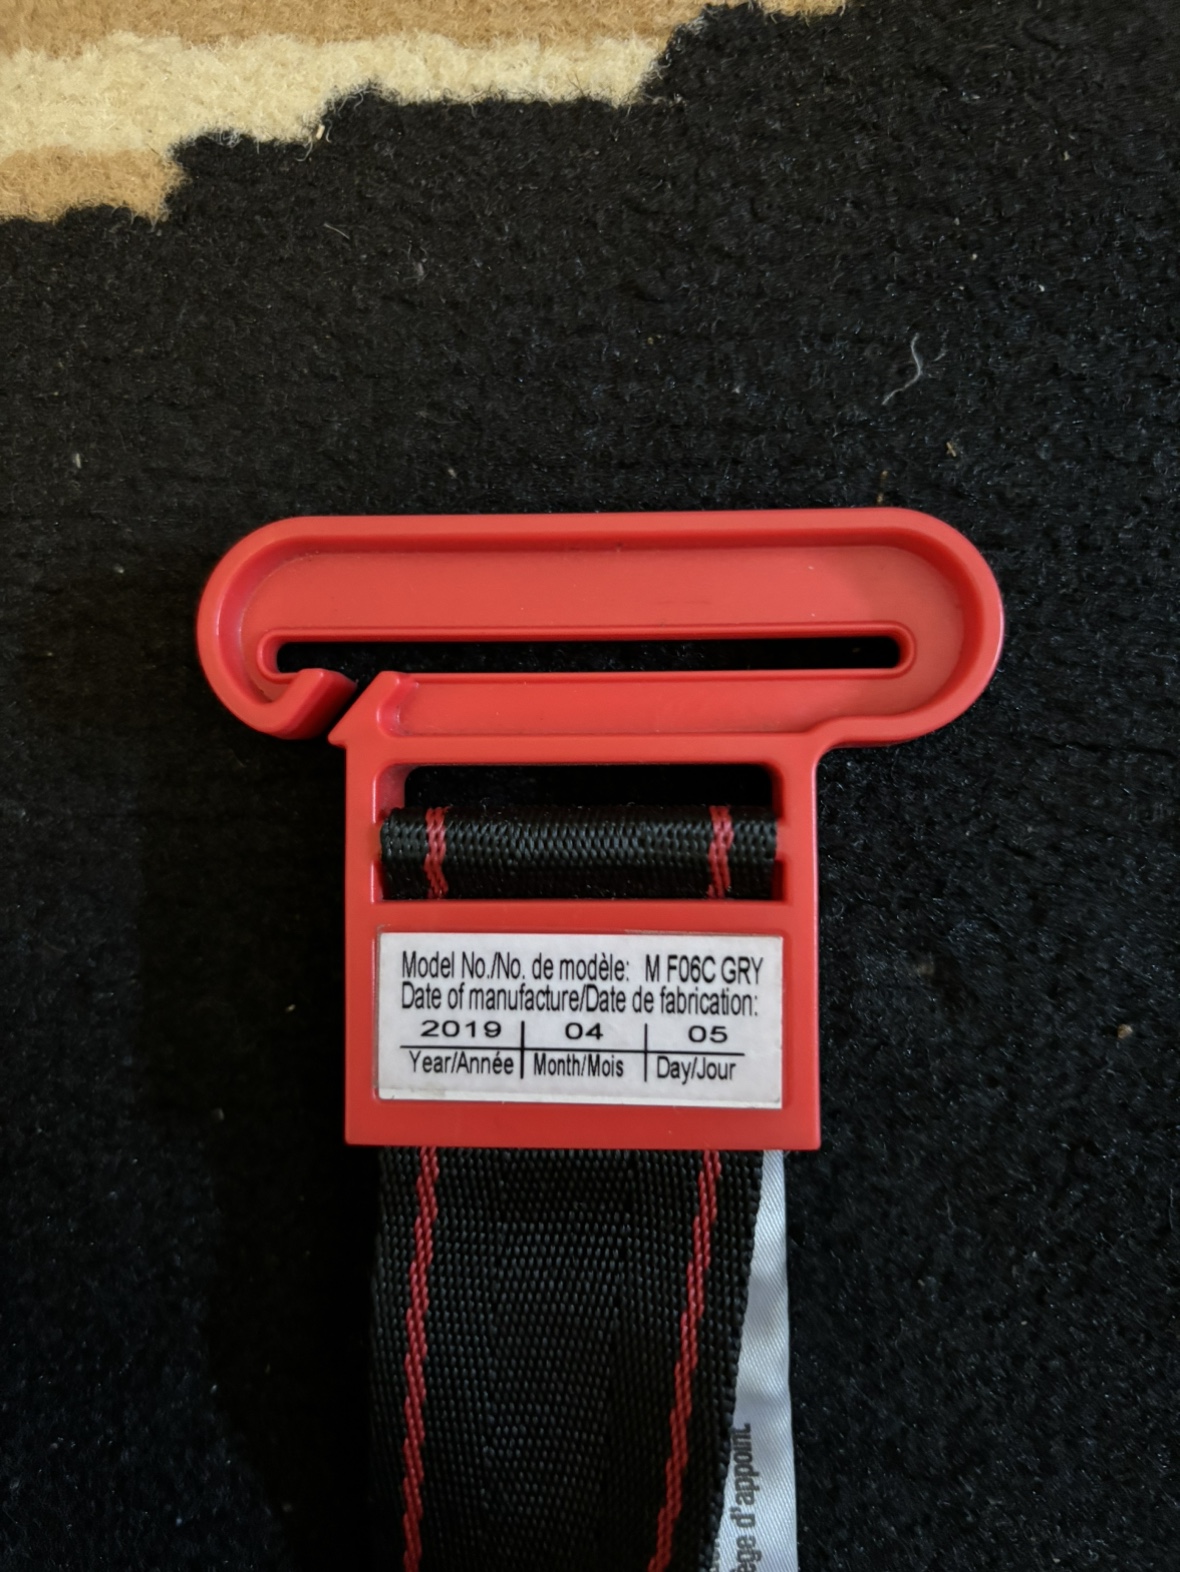 Model No./No. de modèle: M F06C GRY
Date of manufacture/Date de fabrication:
2019 04 05
Year/Année Month/Mois Day/Jour
d'appoint.